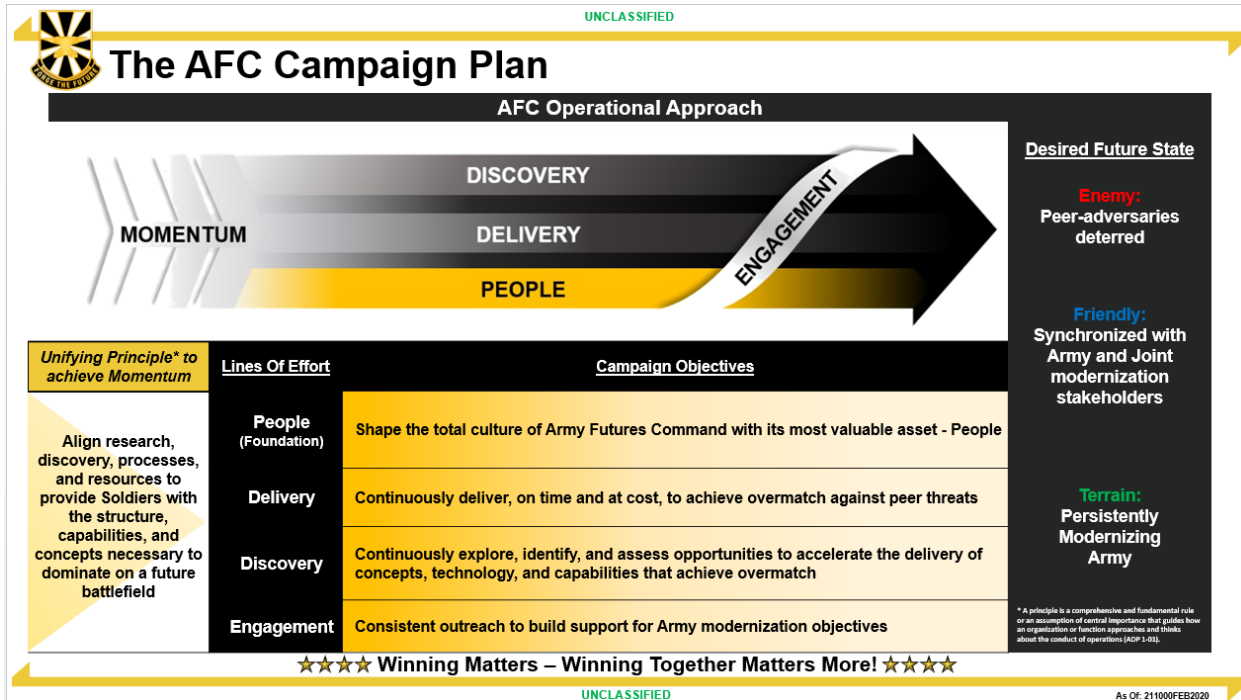 UNCLASSIFIED
FORGE THE FUTURE
The AFC Campaign Plan
AFC Operational Approach
MOMENTUM
DISCOVERY
DELIVERY
PEOPLE
ENGAGEMENT
Desired Future State
Enemy:
Peer-adversaries
deterred
Friendly:
Synchronized with
Army and Joint
modernization
stakeholders
Terrain:
Persistently
Modernizing
Army
* A principle is a comprehensive and fundamental rule
or an assumption of central importance that guides how
an organization or function approaches and thinks
about the conduct of operations (ADP 1-01).
Unifying Principle* to
achieve Momentum
Align research,
discovery, processes,
and resources to
provide Soldiers with
the structure,
capabilities, and
concepts necessary to
dominate on a future
battlefield
Lines Of Effort
Campaign Objectives
People
(Foundation)
Shape the total culture of Army Futures Command with its most valuable asset - People
Delivery
Continuously deliver, on time and at cost, to achieve overmatch against peer threats
Discovery
Continuously explore, identify, and assess opportunities to accelerate the delivery of
concepts, technology, and capabilities that achieve overmatch
Engagement
Consistent outreach to build support for Army modernization objectives
Winning Matters – Winning Together Matters More!
UNCLASSIFIED
As Of: 211000FEB2020